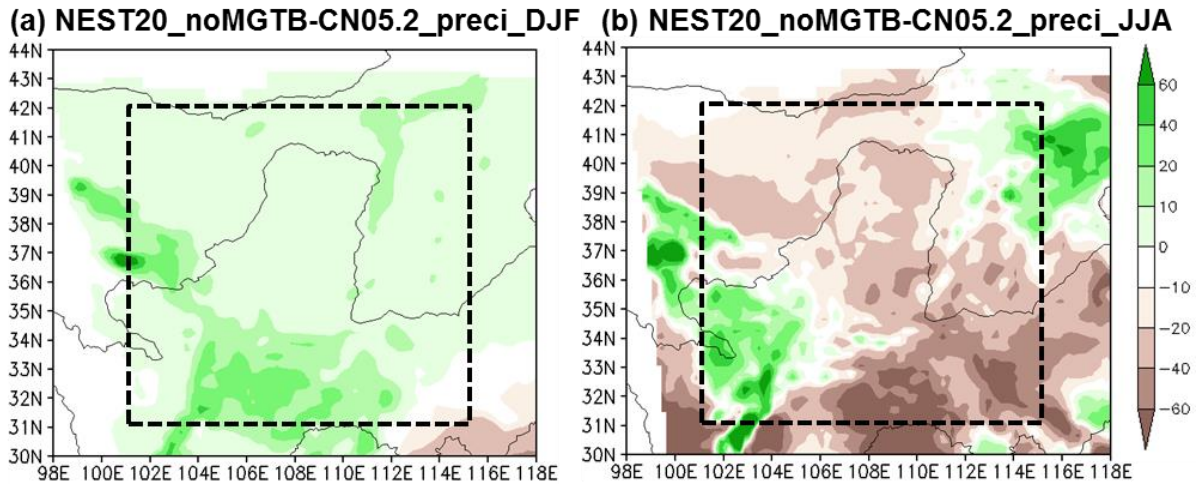 (a) NEST20_noMGTB-CN05.2_preci_DJF (b) NEST20_noMGTB-CN05.2_preci_JJA
44N
43N
42N
41N
40N
39N
38N
37N
36N
35N
34N
33N
32N
31N
30N
98E 100E 102E 104E 106E 108E 110E 112E 114E 116E 118E
44N
43N
42N
41N
40N
39N
38N
37N
36N
35N
34N
33N
32N
31N
30N
98E 100E 102E 104E 106E 108E 110E 112E 114E 116E 118E
60
40
20
10
0
−10
−20
−40
−60